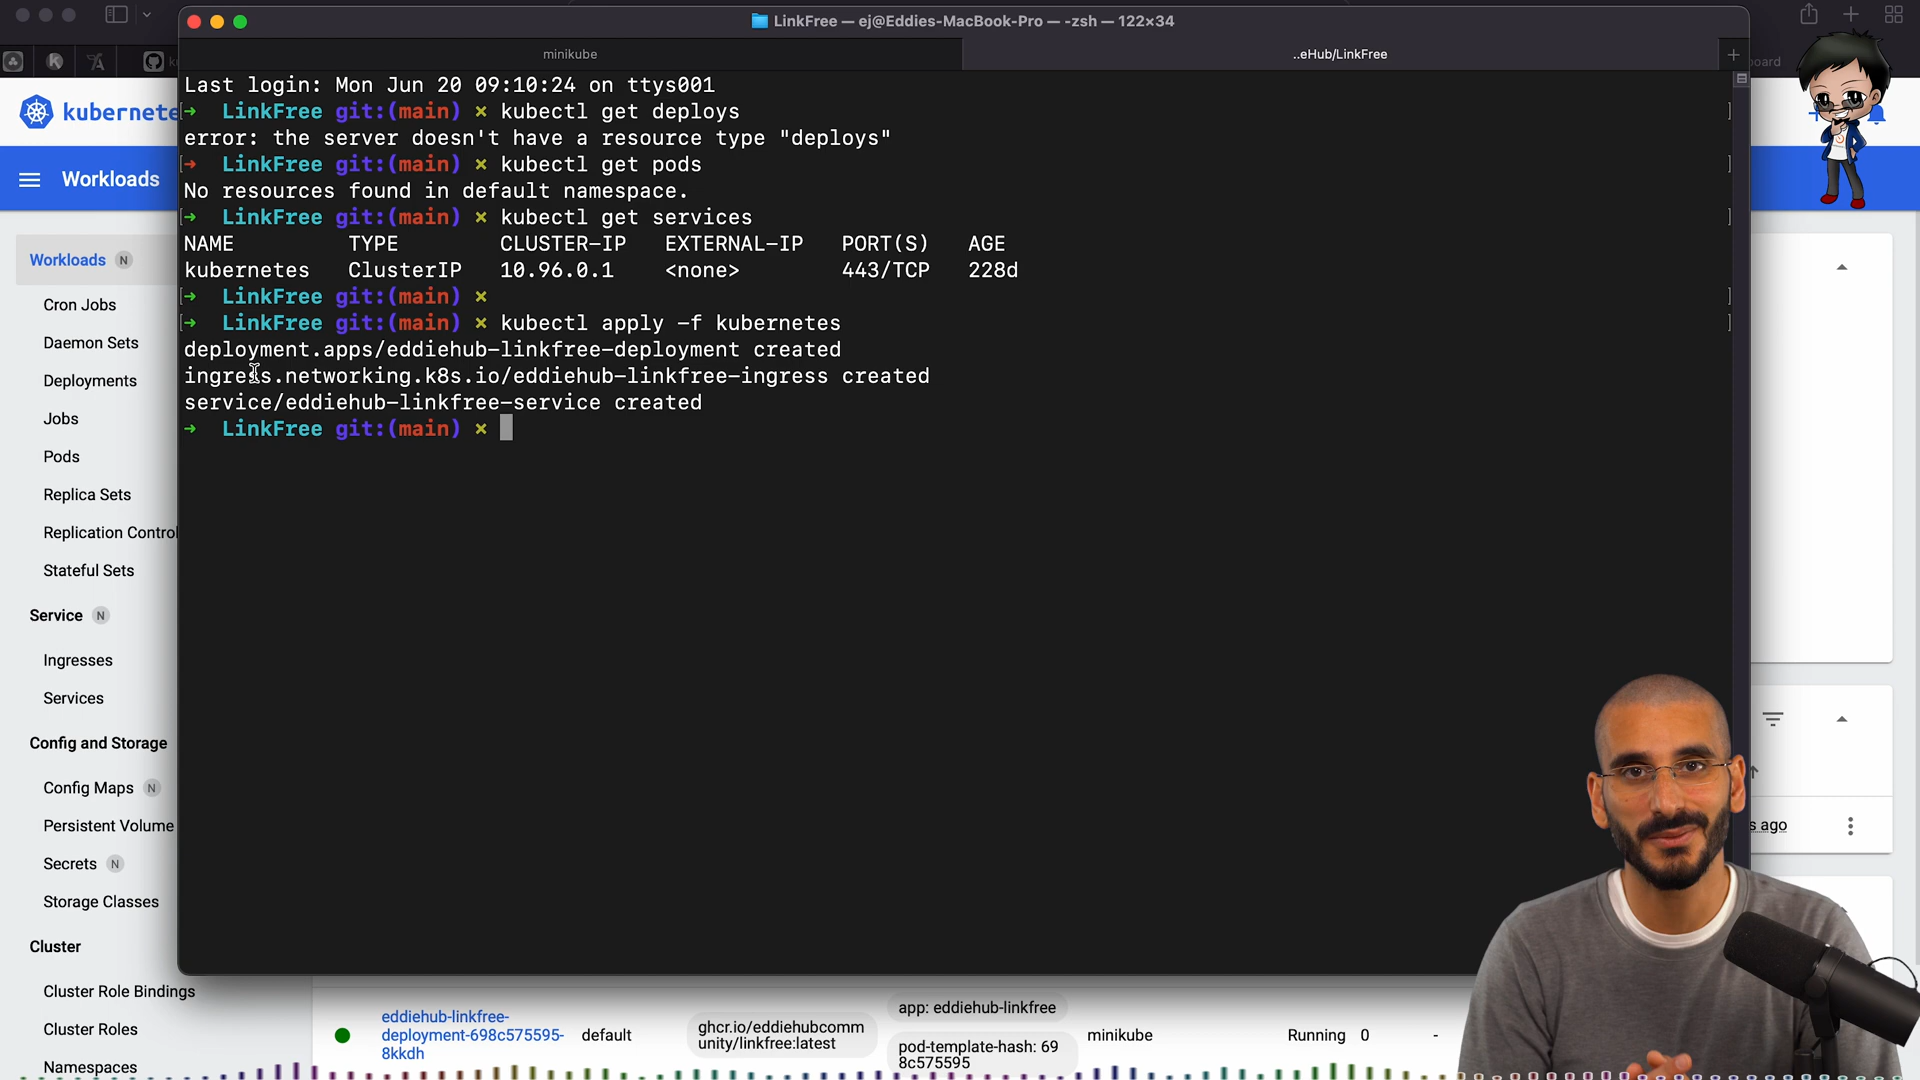 LinkFree — ej@Eddies-MacBook-Pro — -zsh — 122×34
minikube
..eHub/LinkFree
Last login: Mon Jun 20 09:10:24 on ttys001
→ LinkFree git:(main) × kubectl get deploys
error: the server doesn't have a resource type "deploys"
→ LinkFree git:(main) × kubectl get pods
No resources found in default namespace.
→ LinkFree git:(main) × kubectl get services
NAME TYPE CLUSTER-IP EXTERNAL-IP PORT(S) AGE
kubernetes ClusterIP 10.96.0.1 <none> 443/TCP 228d
→ LinkFree git:(main) ×
→ LinkFree git:(main) × kubectl apply -f kubernetes
deployment.apps/eddiehub-linkfree-deployment created
ingress.networking.k8s.io/eddiehub-linkfree-ingress created
service/eddiehub-linkfree-service created
→ LinkFree git:(main) ×
kubernete
Workloads
Workloads N
Cron Jobs
Daemon Sets
Deployments
Jobs
Pods
Replica Sets
Replication Control
Stateful Sets
Service N
Ingresses
Services
Config and Storage
Config Maps N
Persistent Volume
Secrets N
Storage Classes
Cluster
Cluster Role Bindings
Cluster Roles
Namespaces
oard
s ago
eddiehub-linkfree-
deployment-698c575595-
8kkdh
default
ghcr.io/eddiehubcomm
unity/linkfree:latest
app: eddiehub-linkfree
pod-template-hash: 69
8c575595
minikube
Running
0
-